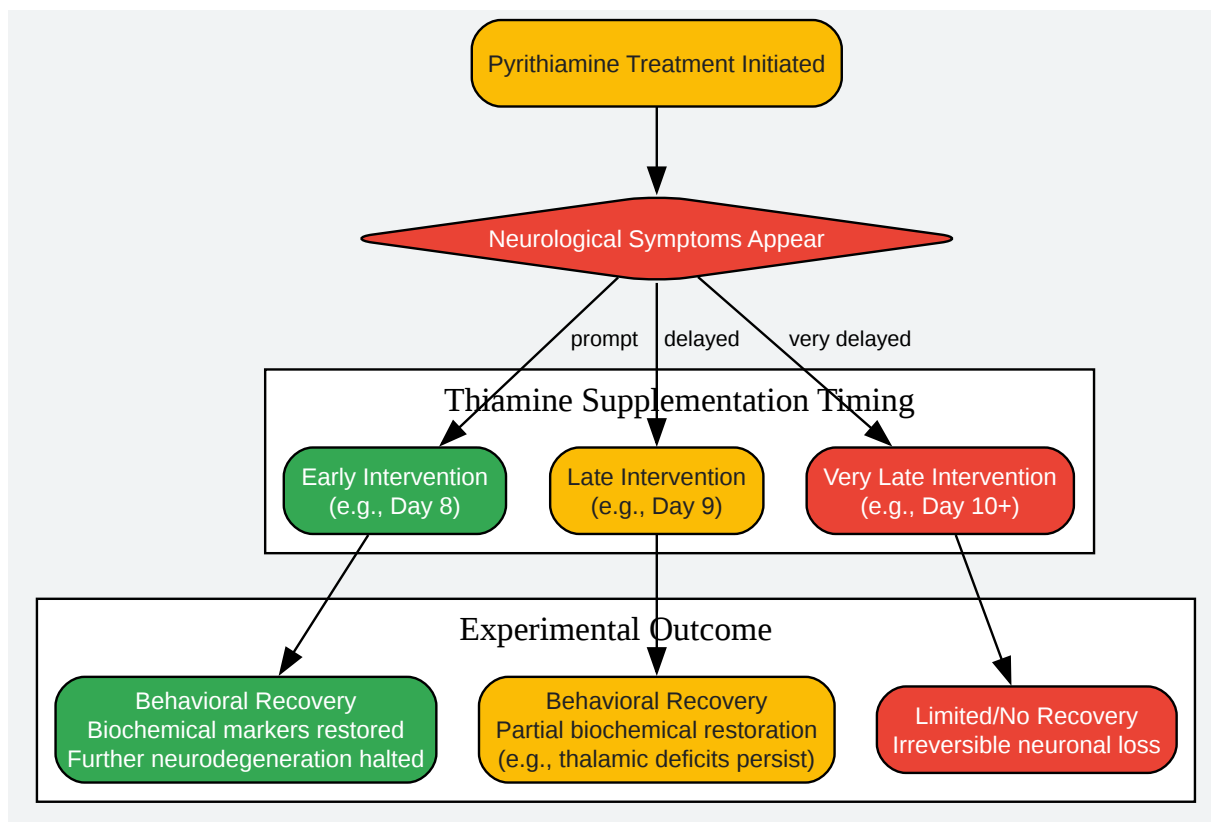 Pyrithiamine Treatment Initiated
Neurological Symptoms Appear
prompt
delayed
very delayed
Thiamine Supplementation Timing
Early Intervention
(e.g., Day 8)
Late Intervention
(e.g., Day 9)
Very Late Intervention
(e.g., Day 10+)
Experimental Outcome
Behavioral Recovery
Biochemical markers restored
Further neurodegeneration halted
Behavioral Recovery
Partial biochemical restoration
(e.g., thalamic deficits persist)
Limited/No Recovery
Irreversible neuronal loss